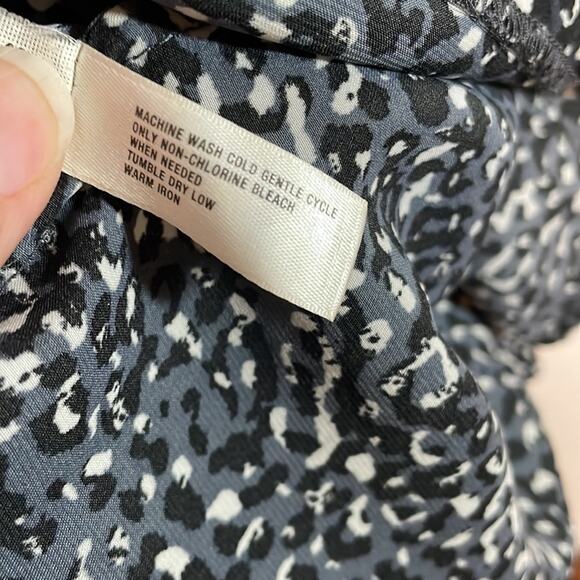 MACHINE WASH COLD GENTLE CYCLE
ONLY NON-CHLORINE BLEACH
WHEN NEEDED
TUMBLE DRY LOW
WARM IRON